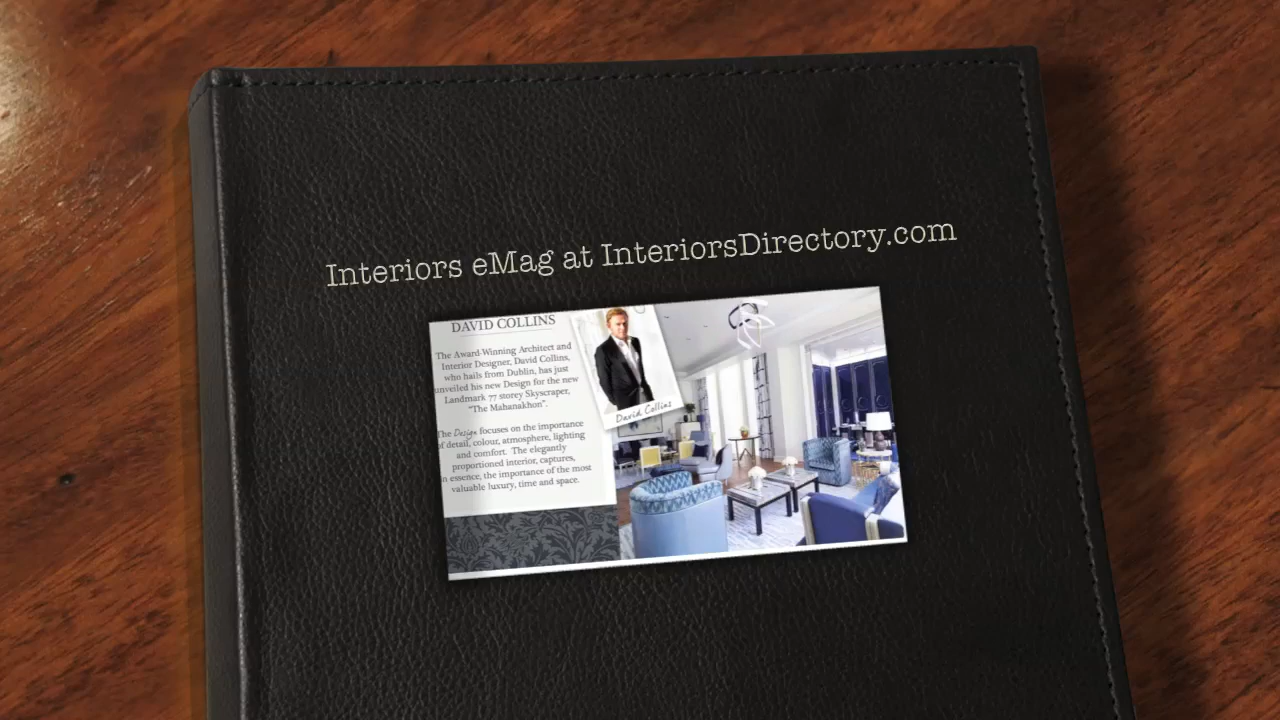 Interiors eMag at InteriorsDirectory.com
DAVID COLLINS
The Award-Winning Architect and
Interior Designer, David Collins,
who hails from Dublin, has just
unveiled his new Design for the new
Landmark 77 storey Skyscraper,
"The Mahanakhon".
The Design focuses on the importance
of detail, colour, atmosphere, lighting
and comfort. The elegantly
proportioned interior, captures,
in essence, the importance of the most
valuable luxury, time and space.
David Collins